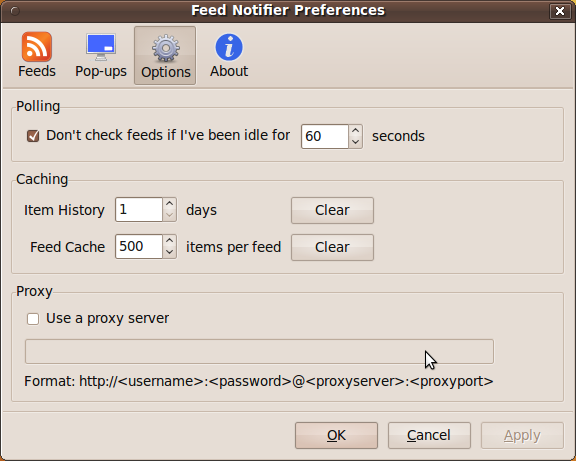 Feed Notifier Preferences
Feeds Pop-ups Options About
Polling
Don't check feeds if I've been idle for 60 seconds
Caching
Item History 1 days Clear
Feed Cache 500 items per feed Clear
Proxy
Use a proxy server
Format: http://<username>:<password>@<proxyserver>:<proxyport>
OK Cancel Apply